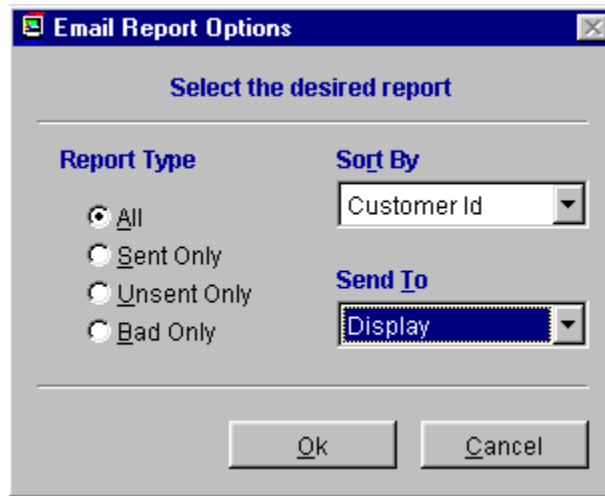 Email Report Options
Select the desired report
Report Type
All
Sent Only
Unsent Only
Bad Only
Sort By
Customer Id
Send To
Display
Ok
Cancel